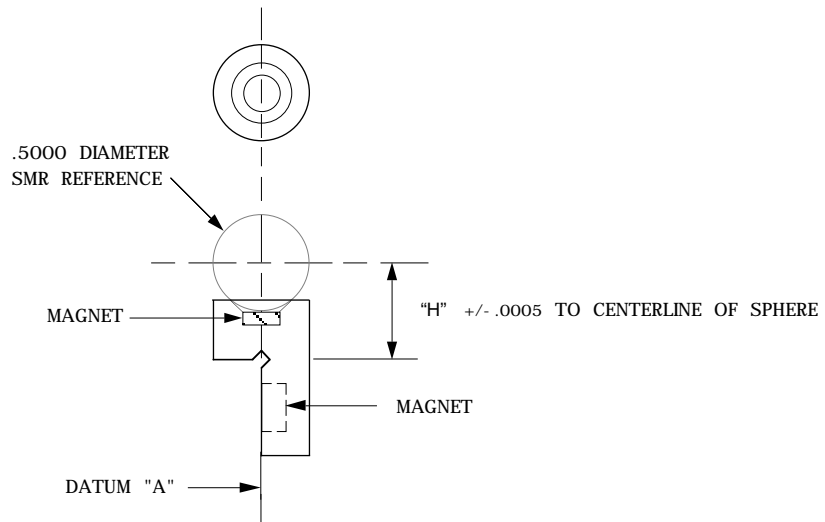 .5000 DIAMETER
SMR REFERENCE
MAGNET
“H” +/- .0005 TO CENTERLINE OF SPHERE
MAGNET
DATUM "A"